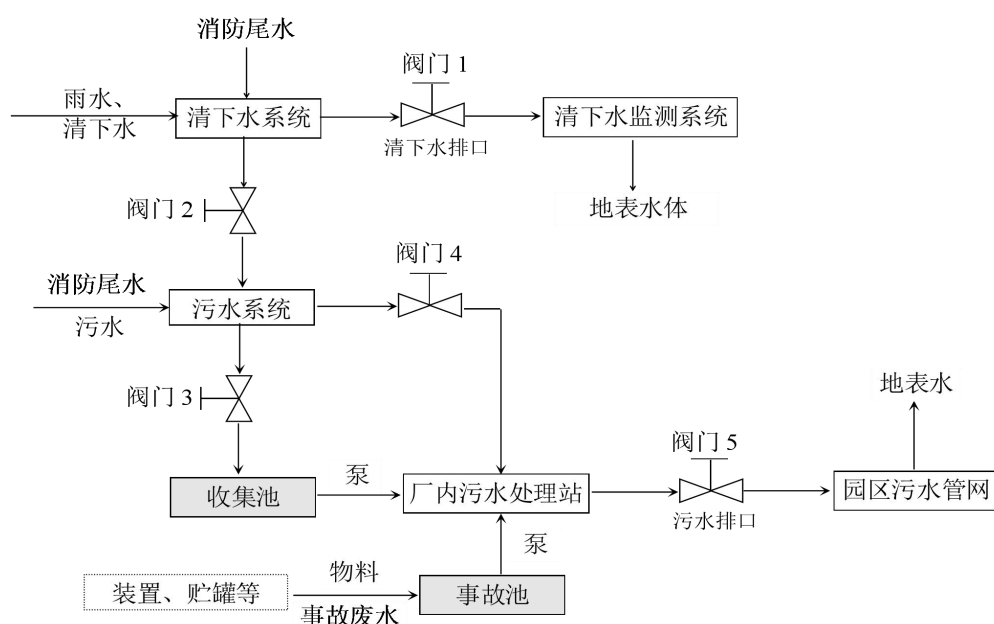 消防尾水
阀门 1
雨水、
清下水
清下水系统
清下水监测系统
清下水排口
阀门 2
地表水体
阀门 4
消防尾水
污水
污水系统
阀门 3
地表水
阀门 5
收集池
泵
厂内污水处理站
园区污水管网
污水排口
泵
装置、贮罐等
物料
事故废水
事故池